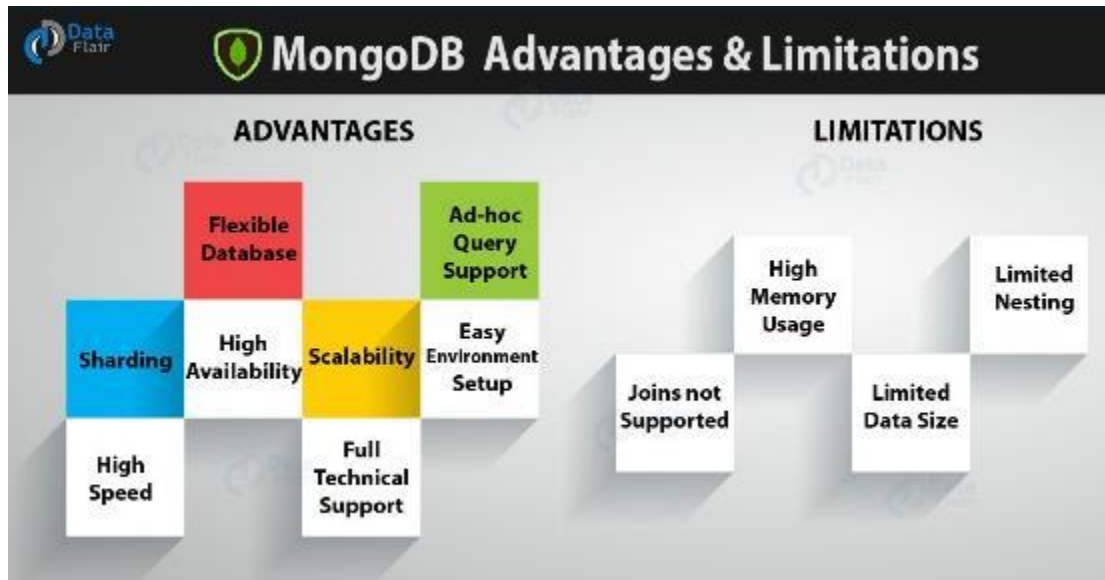 Data
Flair
MongoDB Advantages & Limitations
ADVANTAGES
Flexible
Database
Ad-hoc
Query
Support
Sharding
High
Availability
Scalability
Easy
Environment
Setup
High
Speed
Full
Technical
Support
LIMITATIONS
High
Memory
Usage
Limited
Nesting
Joins not
Supported
Limited
Data Size